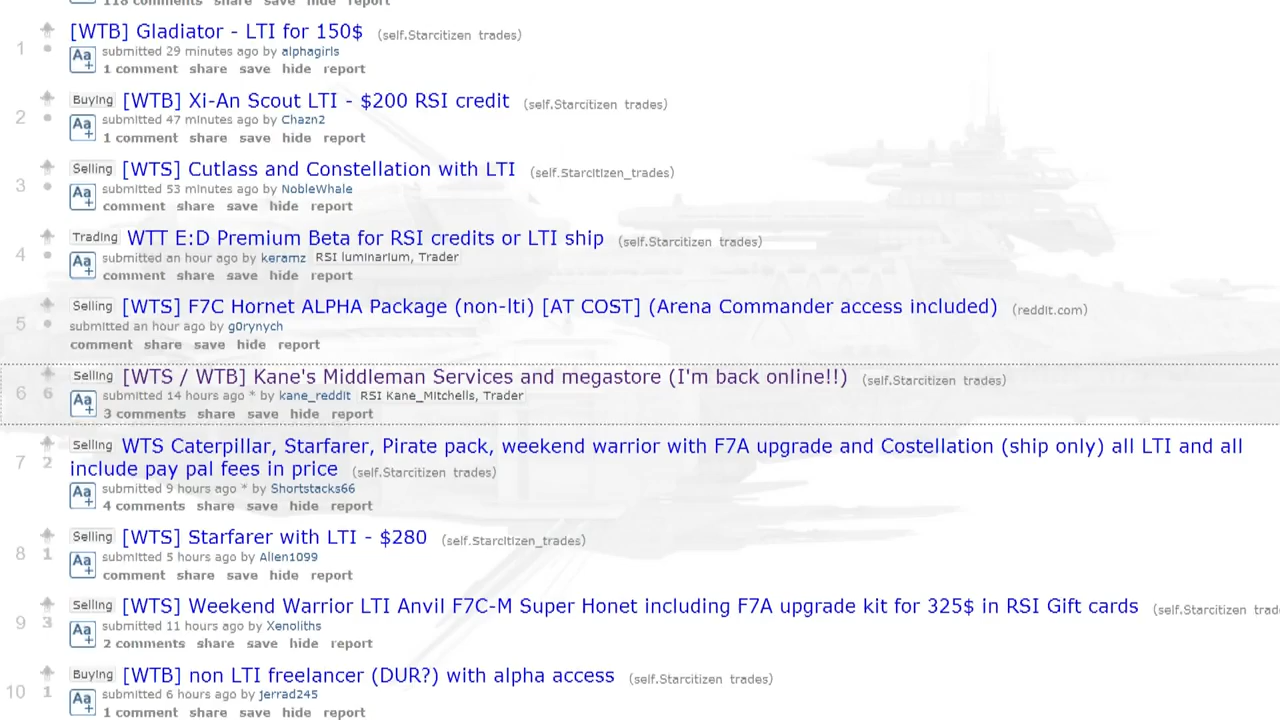 118 comments share save hide report
1
[WTB] Gladiator - LTI for 150$ (self.Starcitizen_trades)
Aa+ submitted 29 minutes ago by alphagirls
1 comment share save hide report
2
Buying [WTB] Xi-An Scout LTI - $200 RSI credit (self.Starcitizen_trades)
Aa+ submitted 47 minutes ago by Chazn2
1 comment share save hide report
3
Selling [WTS] Cutlass and Constellation with LTI (self.Starcitizen_trades)
Aa+ submitted 53 minutes ago by NobleWhale
comment share save hide report
4
Trading WTT E:D Premium Beta for RSI credits or LTI ship (self.Starcitizen_trades)
Aa+ submitted an hour ago by keramz RSI luminarium, Trader
comment share save hide report
5
Selling [WTS] F7C Hornet ALPHA Package (non-lti) [AT COST] (Arena Commander access included) (reddit.com)
submitted an hour ago by g0rynych
comment share save hide report
6 6
Selling [WTS / WTB] Kane's Middleman Services and megastore (I'm back online!!) (self.Starcitizen_trades)
Aa+ submitted 14 hours ago * by kane_reddit RSI Kane_Mitchells, Trader
3 comments share save hide report
7 2
Selling WTS Caterpillar, Starfarer, Pirate pack, weekend warrior with F7A upgrade and Costellation (ship only) all LTI and all
include pay pal fees in price (self.Starcitizen_trades)
Aa+ submitted 9 hours ago * by Shortstacks66
4 comments share save hide report
8 1
Selling [WTS] Starfarer with LTI - $280 (self.Starcitizen_trades)
Aa+ submitted 5 hours ago by Alien1099
comment share save hide report
9 3
Selling [WTS] Weekend Warrior LTI Anvil F7C-M Super Honet including F7A upgrade kit for 325$ in RSI Gift cards (self.Starcitizen_trade
Aa+ submitted 11 hours ago by Xenoliths
2 comments share save hide report
10 1
Buying [WTB] non LTI freelancer (DUR?) with alpha access (self.Starcitizen_trades)
Aa+ submitted 6 hours ago by jerrad245
1 comment share save hide report